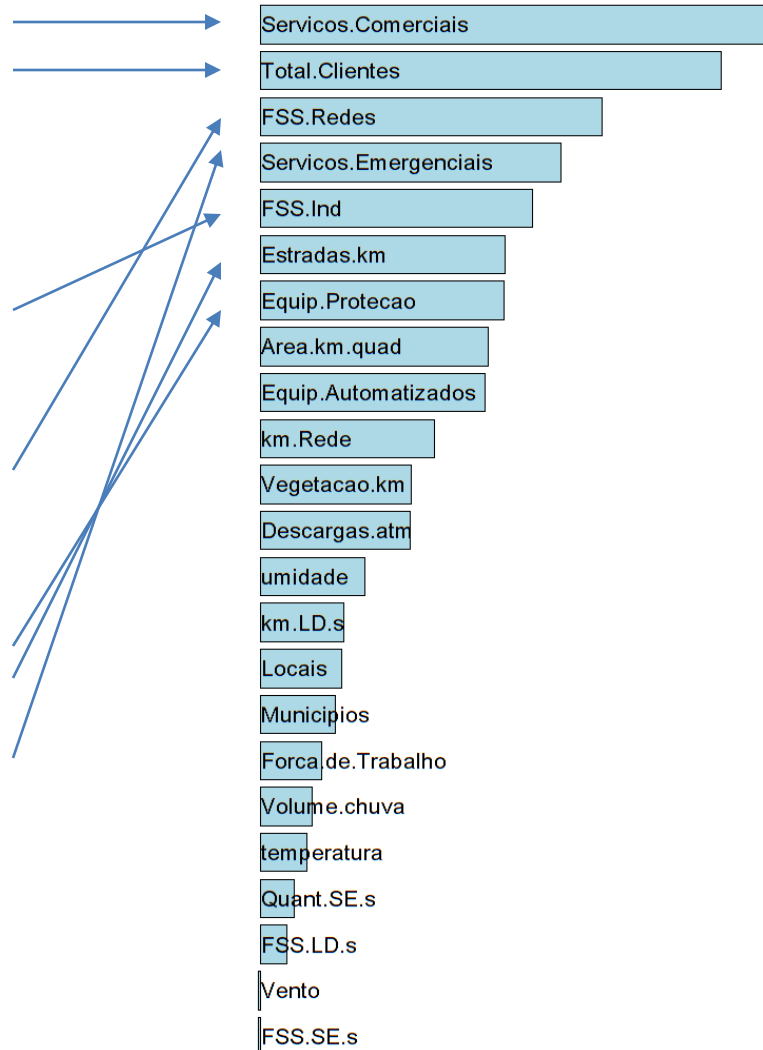 Servicos.Comerciais
Total.Clientes
FSS.Redes
Servicos.Emergenciais
FSS.Ind
Estradas.km
Equip.Protecao
Area.km.quad
Equip.Automatizados
km.Rede
Vegetacao.km
Descargas.atm
umidade
km.LD.s
Locais
Municipios
Forca.de.Trabalho
Volume.chuva
temperatura
Quant.SE.s
FSS.LD.s
Vento
FSS.SE.s